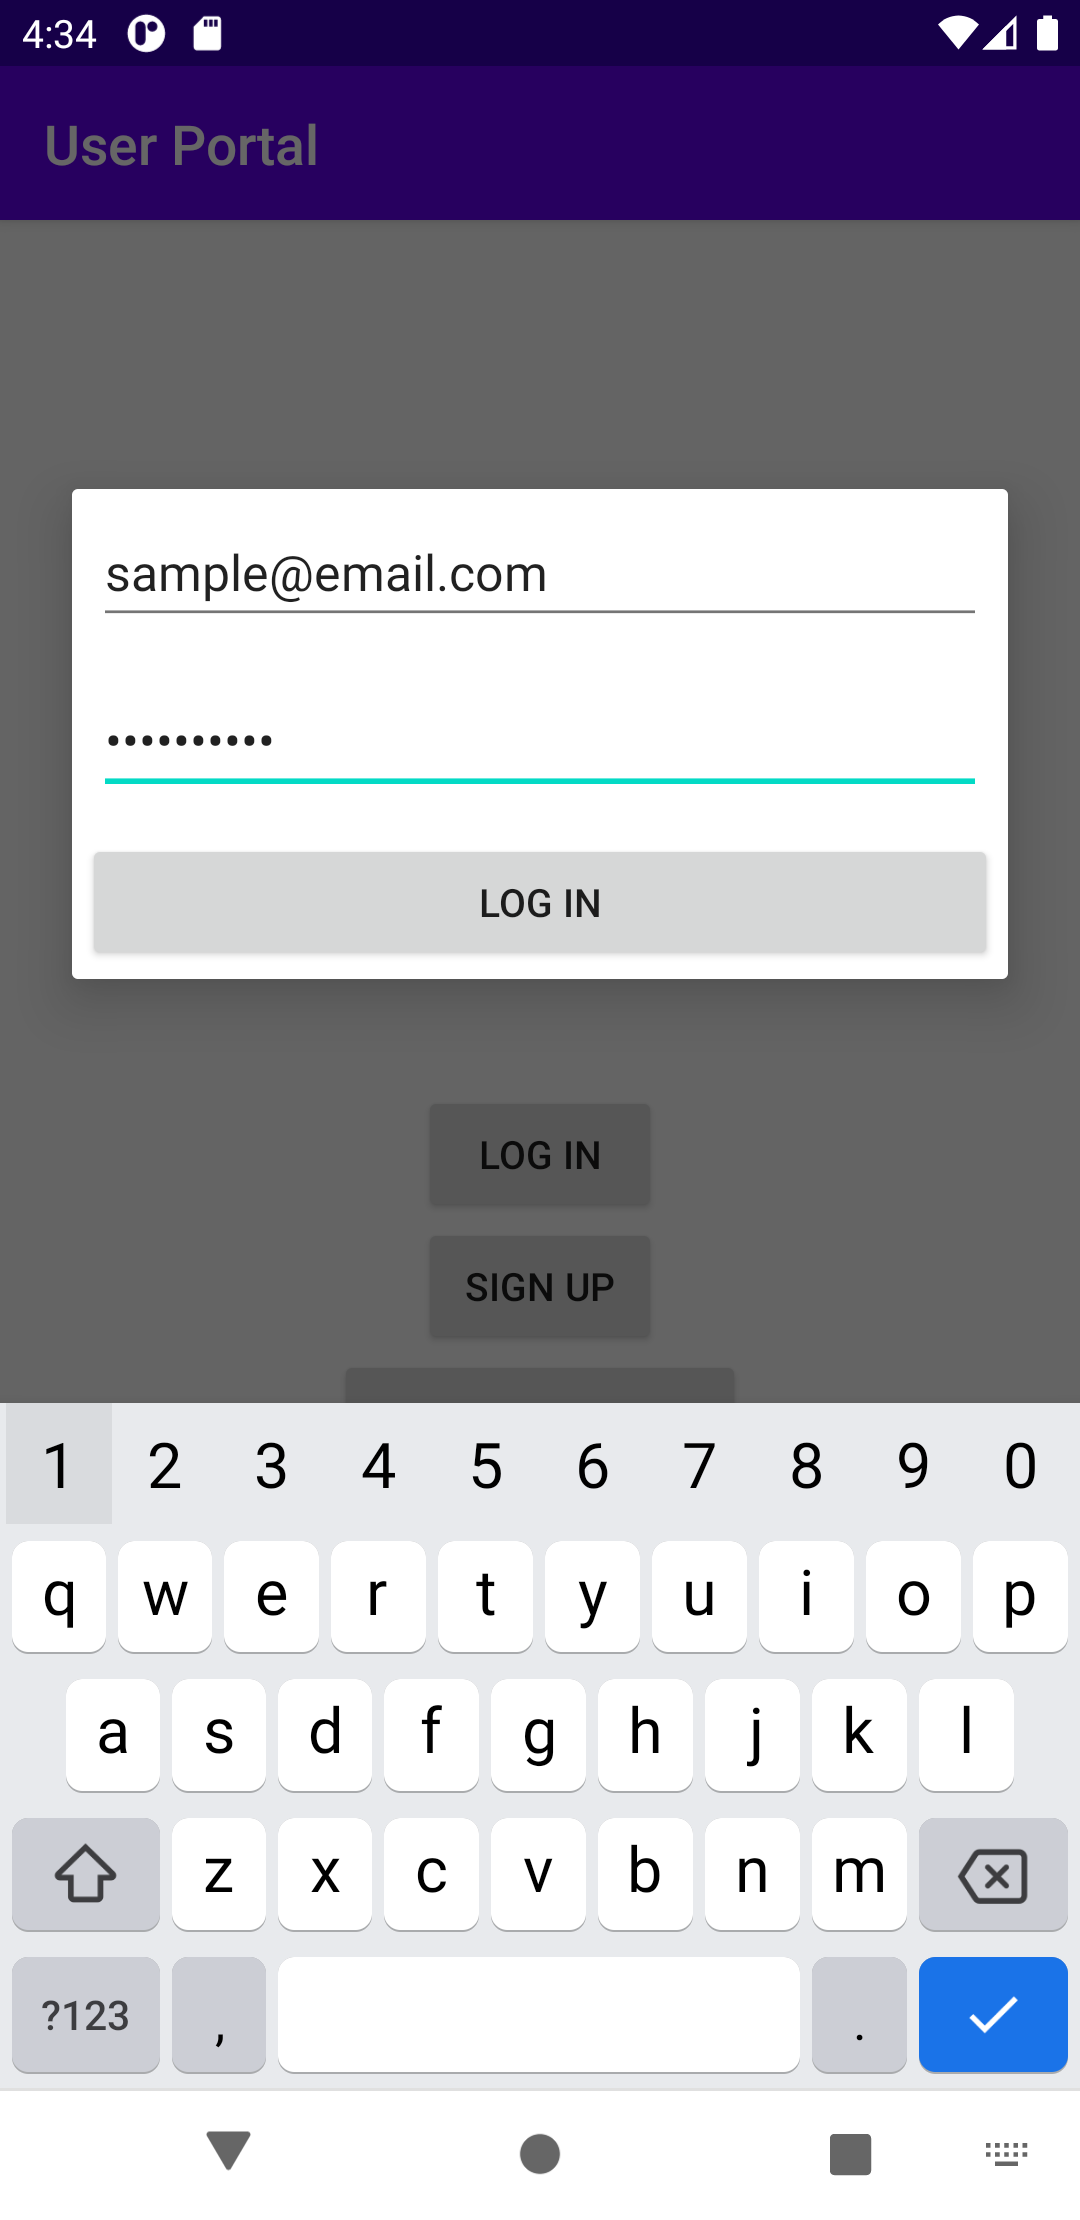 4:34
User Portal
sample@email.com
••••••••••
LOG IN
LOG IN
SIGN UP
1 2 3 4 5 6 7 8 9 0
q w e r t y u i o p
a s d f g h j k l
z x c v b n m
?123 , .